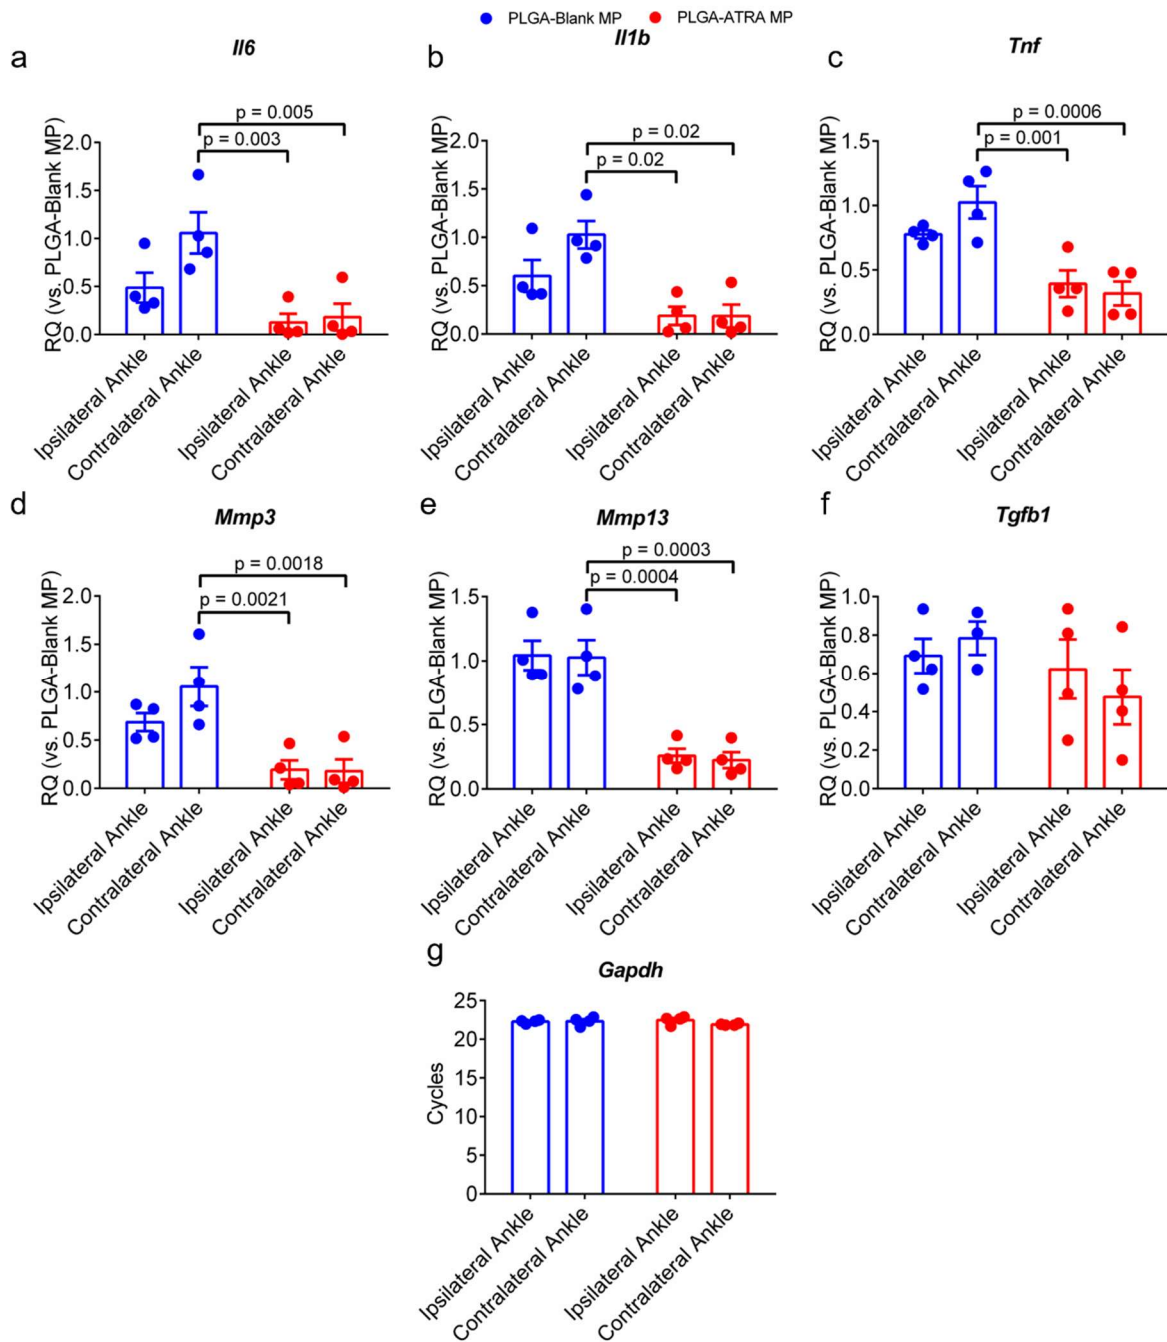 PLGA-Blank MP PLGA-ATRA MP
a
Il6
RQ (vs. PLGA-Blank MP)
2.0
1.5
1.0
0.5
0.0
p = 0.005
p = 0.003
Ipsilateral Ankle
Contralateral Ankle
Ipsilateral Ankle
Contralateral Ankle
b
Il1b
RQ (vs. PLGA-Blank MP)
2.0
1.5
1.0
0.5
0.0
p = 0.02
p = 0.02
Ipsilateral Ankle
Contralateral Ankle
Ipsilateral Ankle
Contralateral Ankle
c
Tnf
RQ (vs. PLGA-Blank MP)
1.5
1.0
0.5
0.0
p = 0.0006
p = 0.001
Ipsilateral Ankle
Contralateral Ankle
Ipsilateral Ankle
Contralateral Ankle
d
Mmp3
RQ (vs. PLGA-Blank MP)
2.0
1.5
1.0
0.5
0.0
p = 0.0018
p = 0.0021
Ipsilateral Ankle
Contralateral Ankle
Ipsilateral Ankle
Contralateral Ankle
e
Mmp13
RQ (vs. PLGA-Blank MP)
1.5
1.0
0.5
0.0
p = 0.0003
p = 0.0004
Ipsilateral Ankle
Contralateral Ankle
Ipsilateral Ankle
Contralateral Ankle
f
Tgfb1
RQ (vs. PLGA-Blank MP)
1.0
0.8
0.6
0.4
0.2
0.0
Ipsilateral Ankle
Contralateral Ankle
Ipsilateral Ankle
Contralateral Ankle
g
Gapdh
Cycles
25
20
15
10
5
0
Ipsilateral Ankle
Contralateral Ankle
Ipsilateral Ankle
Contralateral Ankle